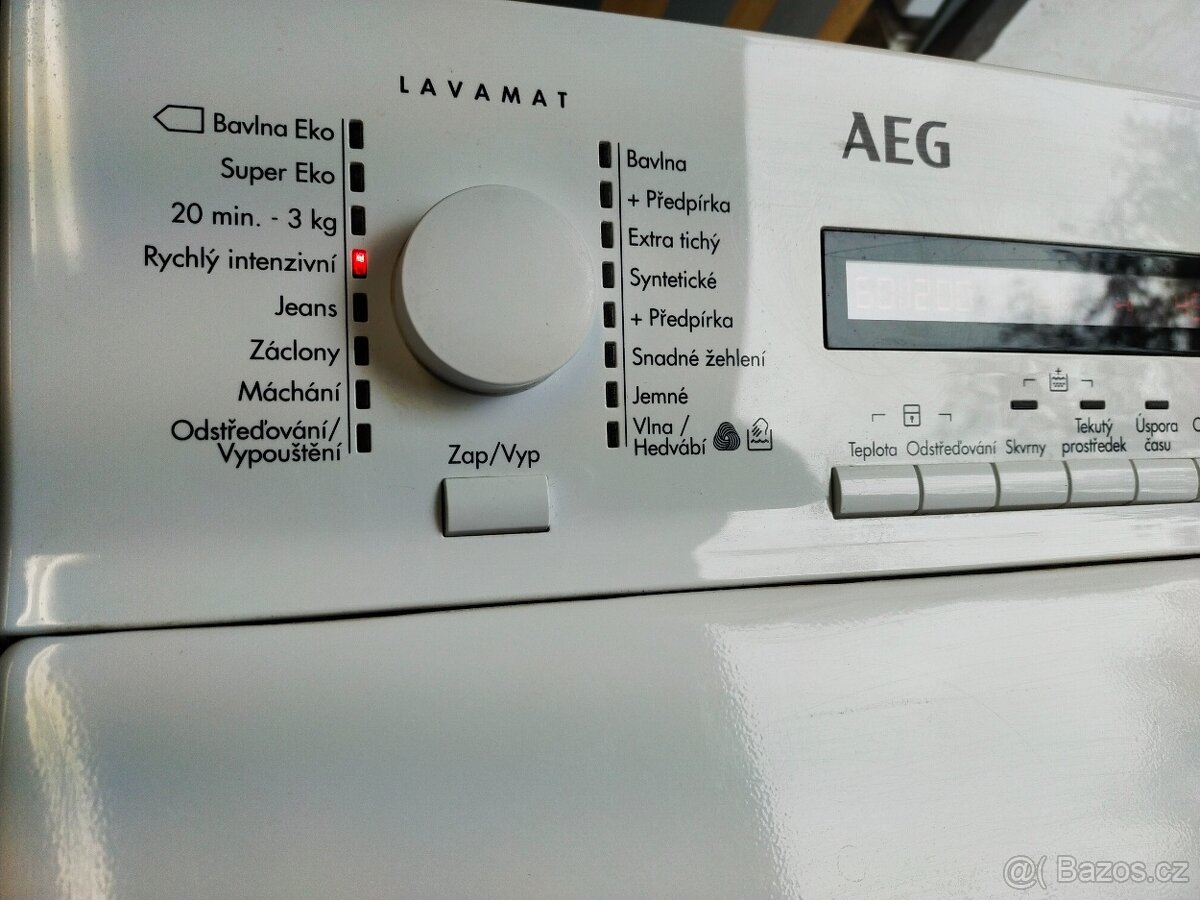 LAVAMAT
Bavlna Eko
Super Eko
20 min. - 3 kg
Rychlý intenzivní
Jeans
Záclony
Máchání
Odstřeďování/
Vypouštění
Bavlna
+ Předpírka
Extra tichý
Syntetické
+ Předpírka
Snadné žehlení
Jemné
Vlna /
Hedvábí
Zap/Vyp
AEG
Teplota
Odstřeďování
Skvrny
Tekutý
prostředek
Úspora
času
@( Bazos.cz